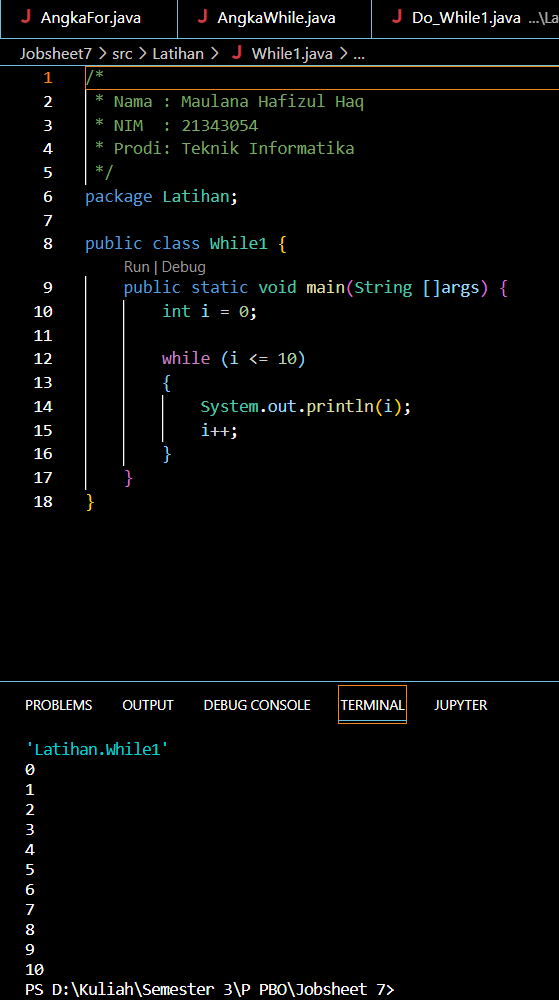 J AngkaFor.java J AngkaWhile.java J Do_While1.java ...\La
Jobsheet7 > src > Latihan > J While1.java > ...
1 /*
2 * Nama : Maulana Hafizul Haq
3 * NIM  : 21343054
4 * Prodi: Teknik Informatika
5 */
6 package Latihan;
7
8 public class While1 {
Run | Debug
9     public static void main(String []args) {
10         int i = 0;
11
12         while (i <= 10)
13         {
14             System.out.println(i);
15             i++;
16         }
17     }
18 }
PROBLEMS OUTPUT DEBUG CONSOLE TERMINAL JUPYTER
'Latihan.While1'
0
1
2
3
4
5
6
7
8
9
10
PS D:\Kuliah\Semester 3\P PBO\Jobsheet 7>